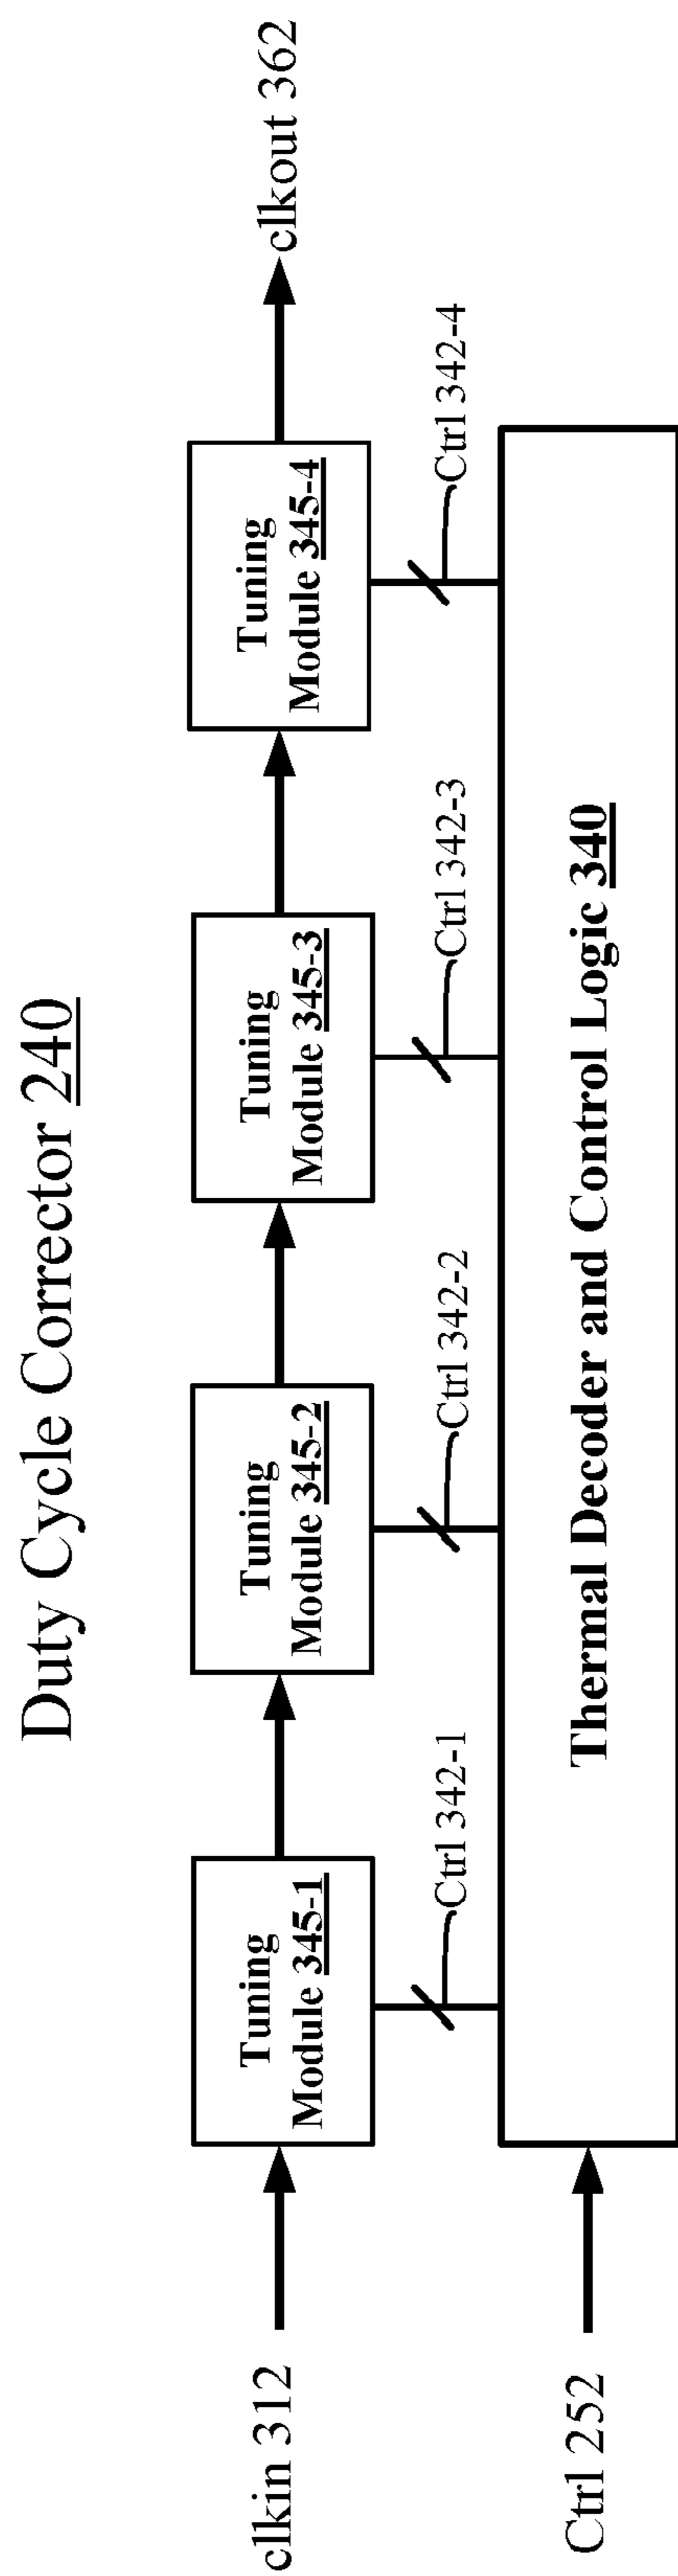 Duty Cycle Corrector 240
clkin 312
Tuning
Module 345-1
Tuning
Module 345-2
Tuning
Module 345-3
Tuning
Module 345-4
clkout 362
Ctrl 342-1
Ctrl 342-2
Ctrl 342-3
Ctrl 342-4
Ctrl 252
Thermal Decoder and Control Logic 340